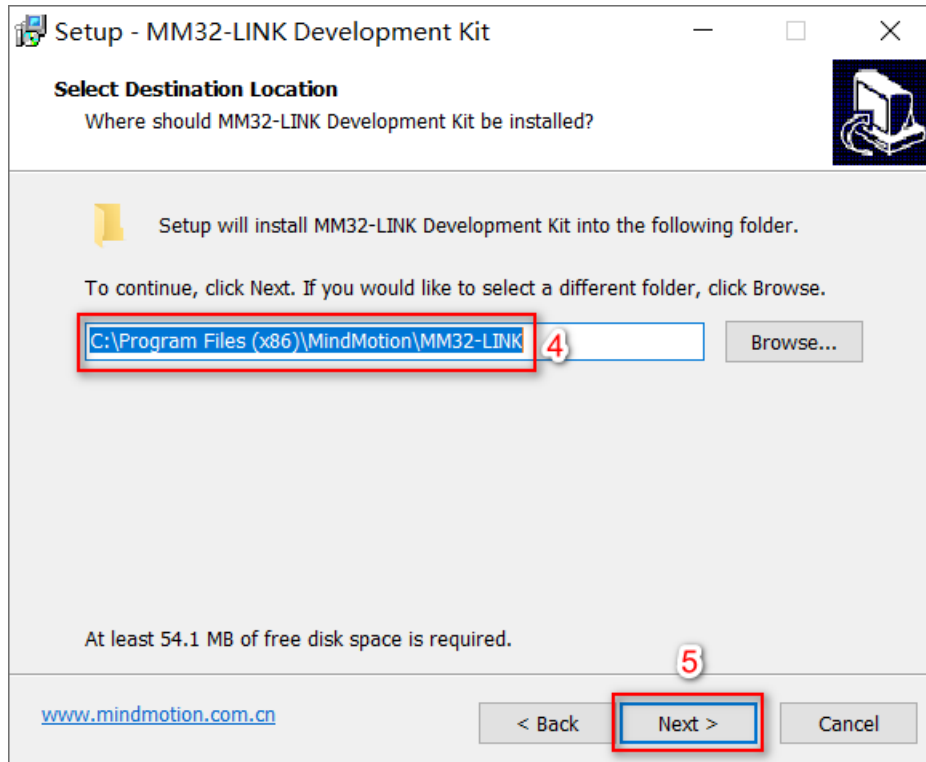 Setup - MM32-LINK Development Kit
Select Destination Location
Where should MM32-LINK Development Kit be installed?
Setup will install MM32-LINK Development Kit into the following folder.
To continue, click Next. If you would like to select a different folder, click Browse.
C:\Program Files (x86)\MindMotion\MM32-LINK 4 Browse...
At least 54.1 MB of free disk space is required.
5
www.mindmotion.com.cn < Back Next > Cancel